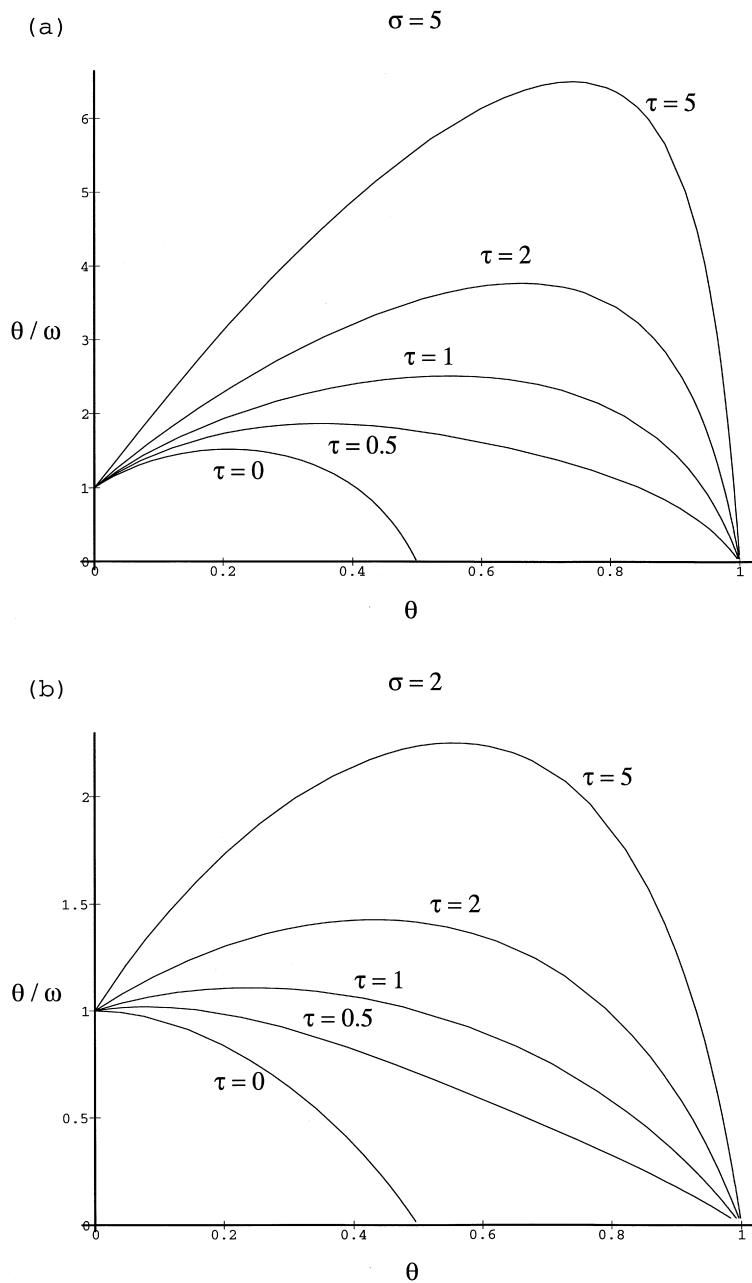 (a)
σ = 5
6
5
4
3
2
1
0
θ / ω
τ = 5
τ = 2
τ = 1
τ = 0.5
τ = 0
0 0.2 0.4 0.6 0.8 1
θ
(b)
σ = 2
2
1.5
1
0.5
0
θ / ω
τ = 5
τ = 2
τ = 1
τ = 0.5
τ = 0
0 0.2 0.4 0.6 0.8 1
θ